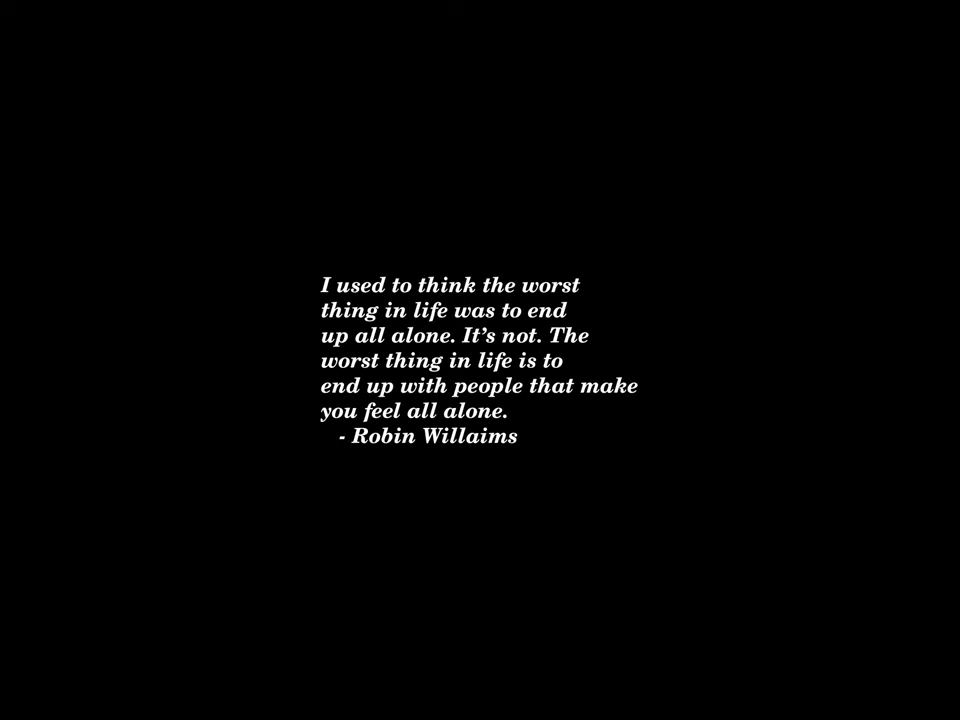 I used to think the worst
thing in life was to end
up all alone. It’s not. The
worst thing in life is to
end up with people that make
you feel all alone.
- Robin Willaims